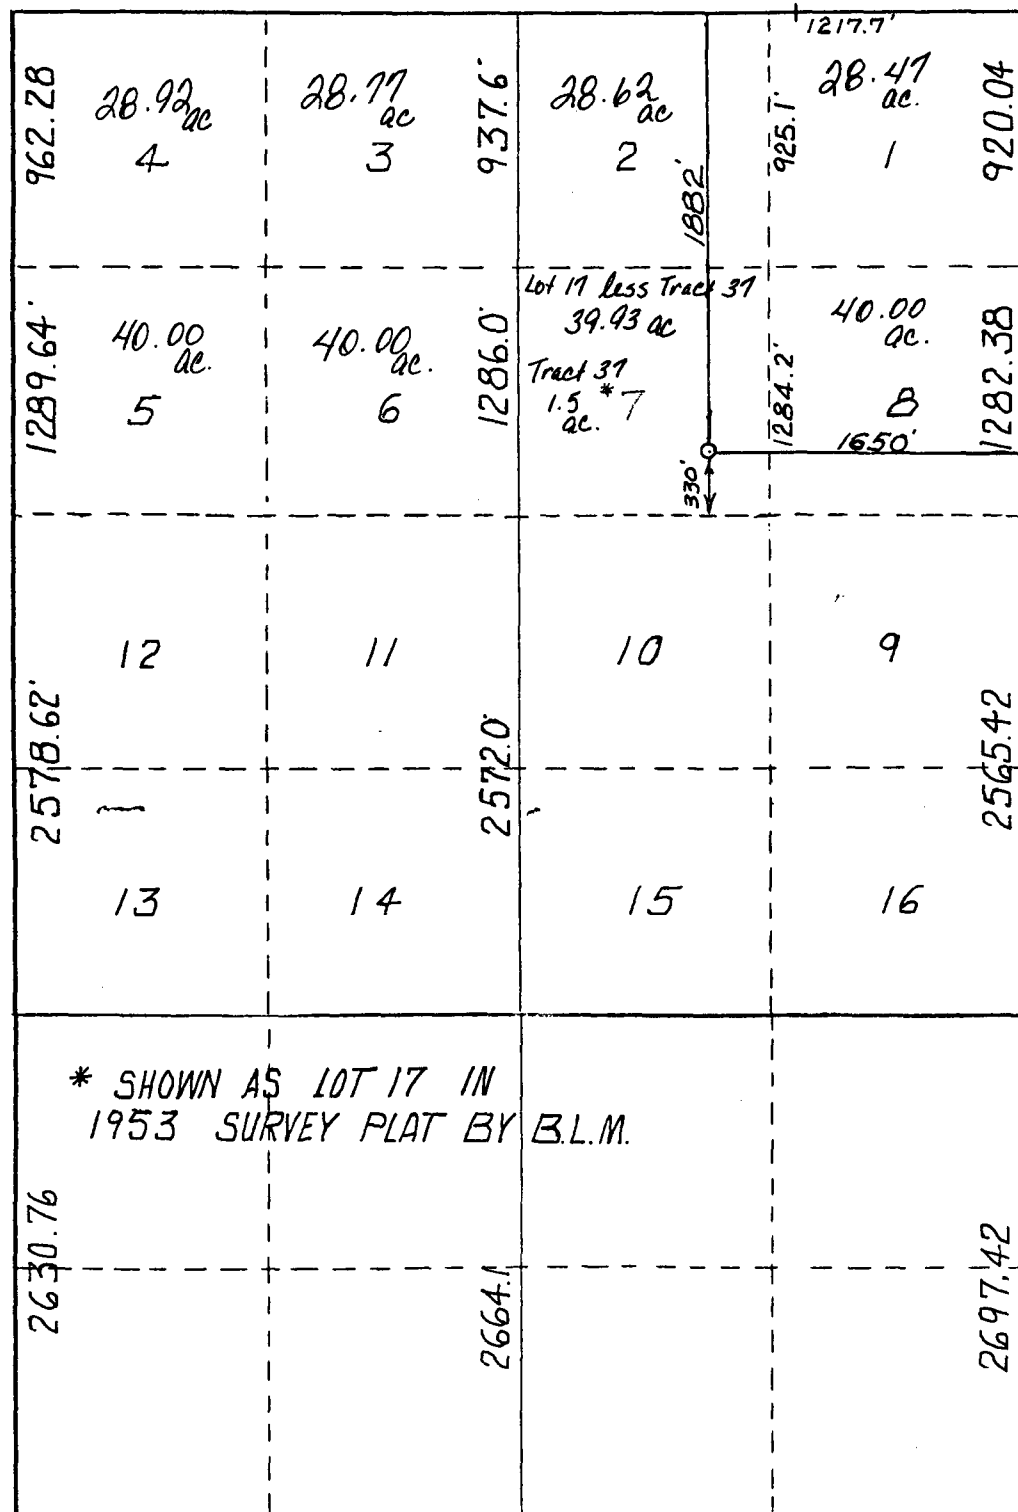 1217.7'
962.28
28.92 ac
4
28.77 ac
3
937.6'
28.62 ac
2
1882'
925.1'
28.47 ac.
1
920.04
1289.64'
40.00 ac.
5
40.00 ac.
6
1286.0'
Lot 17 less Tract 37
39.93 ac
Tract 37
1.5 ac.
* 7
330'
1284.2'
40.00 ac.
8
1650'
1282.38
12
11
10
9
2578.62'
2572.0'
2565.42
13
14
15
16
* SHOWN AS LOT 17 IN
1953 SURVEY PLAT BY B.L.M.
2630.76
2664.1
2697.42